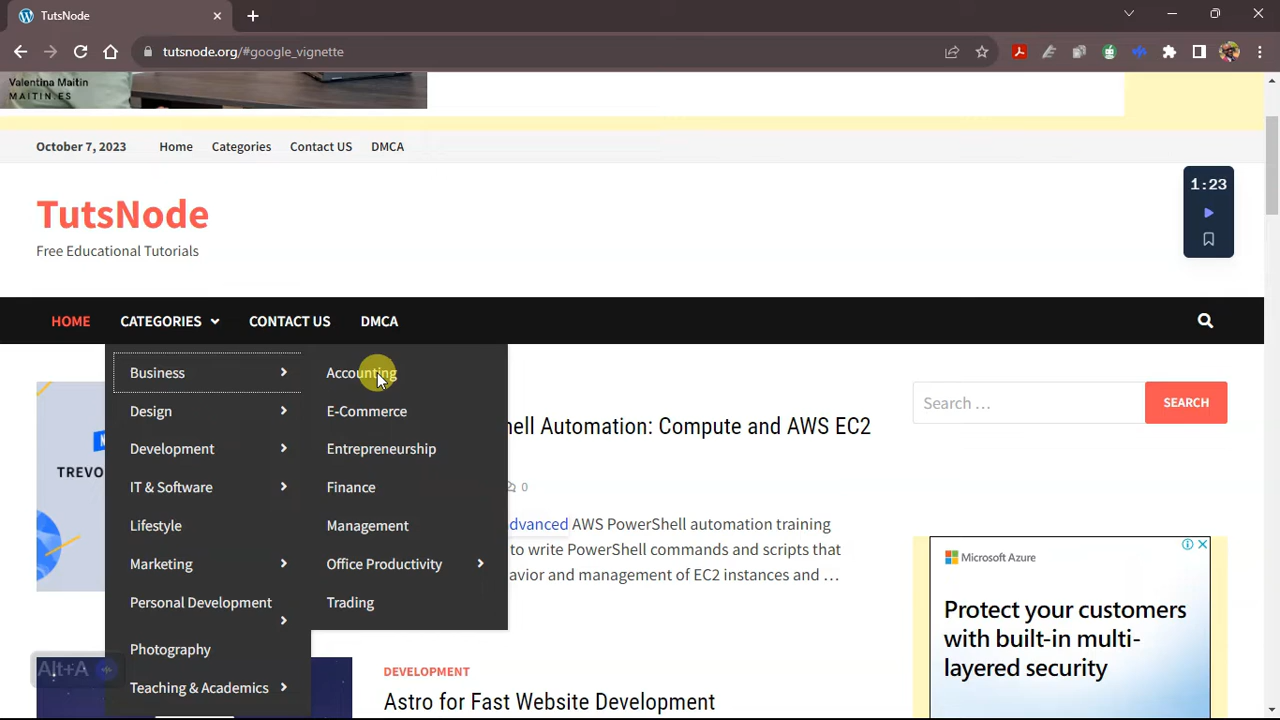 TutsNode
tutsnode.org/#google_vignette
Valentina Maitin
MAITIN.ES
October 7, 2023 Home Categories Contact US DMCA
1:23
TutsNode
Free Educational Tutorials
HOME CATEGORIES CONTACT US DMCA
Business Accounting
Design E-Commerce
Development Entrepreneurship
IT & Software Finance
Lifestyle Management
Marketing Office Productivity
Personal Development Trading
Photography
Teaching & Academics
TREVO
hell Automation: Compute and AWS EC2
0
advanced AWS PowerShell automation training
to write PowerShell commands and scripts that
avior and management of EC2 instances and …
Search …
SEARCH
Microsoft Azure
Protect your customers
with built-in multi-
layered security
Alt+A
DEVELOPMENT
Astro for Fast Website Development